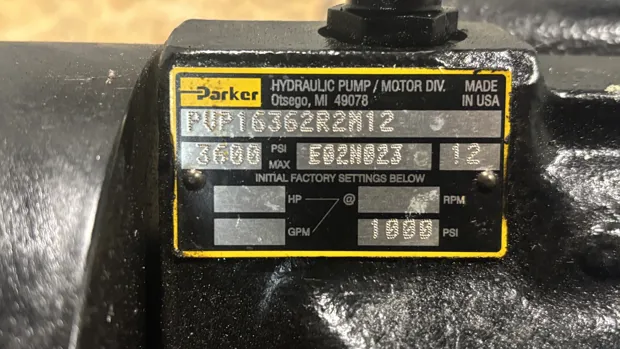 Parker HYDRAULIC PUMP / MOTOR DIV. MADE
Otsego, MI 49078 IN USA
PVP16362R2M12
3600 PSI MAX E02M023 12
INITIAL FACTORY SETTINGS BELOW
HP @ RPM
GPM 1000 PSI